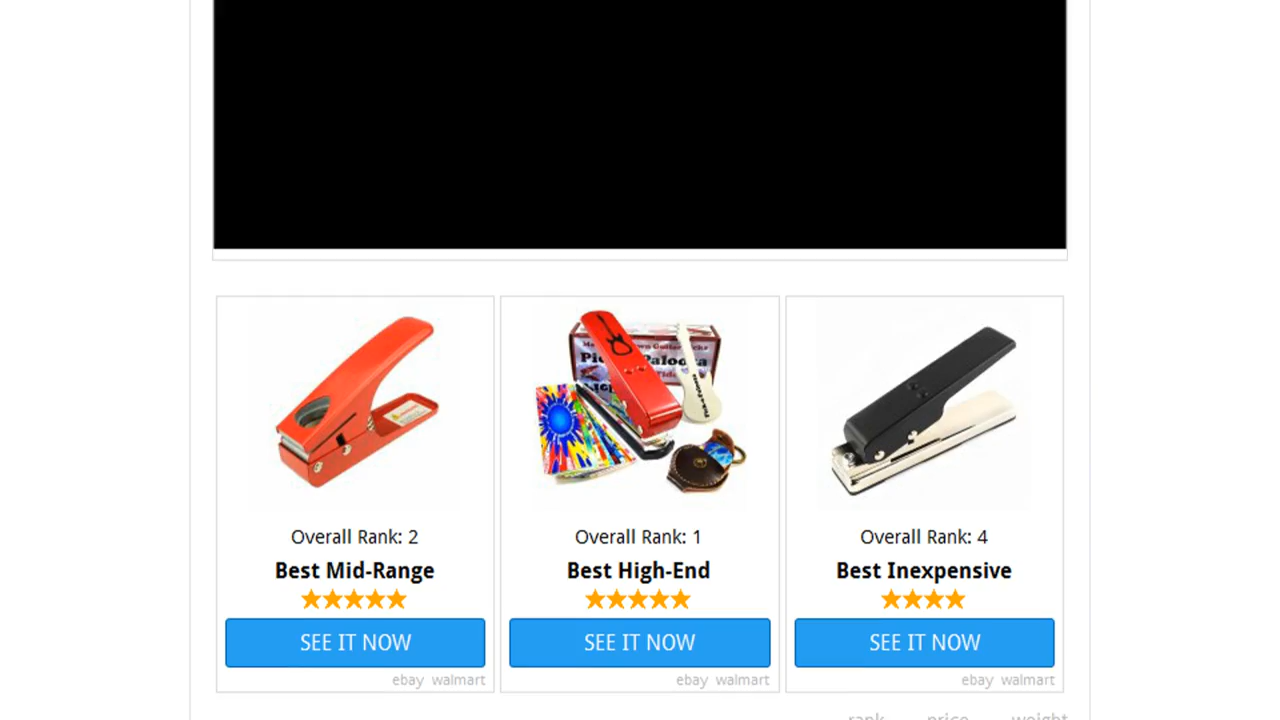 Overall Rank: 2
Best Mid-Range
SEE IT NOW
ebay walmart
Overall Rank: 1
Best High-End
SEE IT NOW
ebay walmart
Overall Rank: 4
Best Inexpensive
SEE IT NOW
ebay walmart
rank price weight